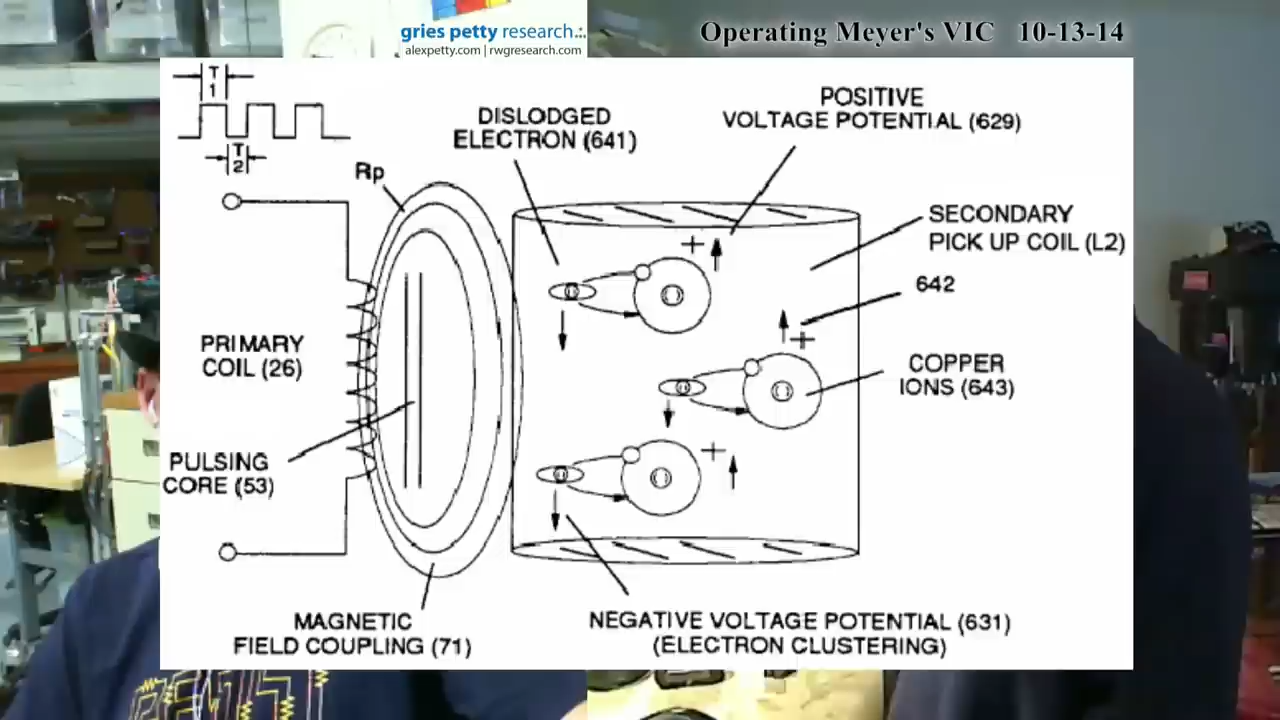 gries petty research.:.
alexpetty.com | rwgresearch.com
Operating Meyer's VIC 10-13-14
T
1
T
2
Rp
DISLODGED
ELECTRON (641)
POSITIVE
VOLTAGE POTENTIAL (629)
SECONDARY
PICK UP COIL (L2)
642
PRIMARY
COIL (26)
COPPER
IONS (643)
PULSING
CORE (53)
MAGNETIC
FIELD COUPLING (71)
NEGATIVE VOLTAGE POTENTIAL (631)
(ELECTRON CLUSTERING)